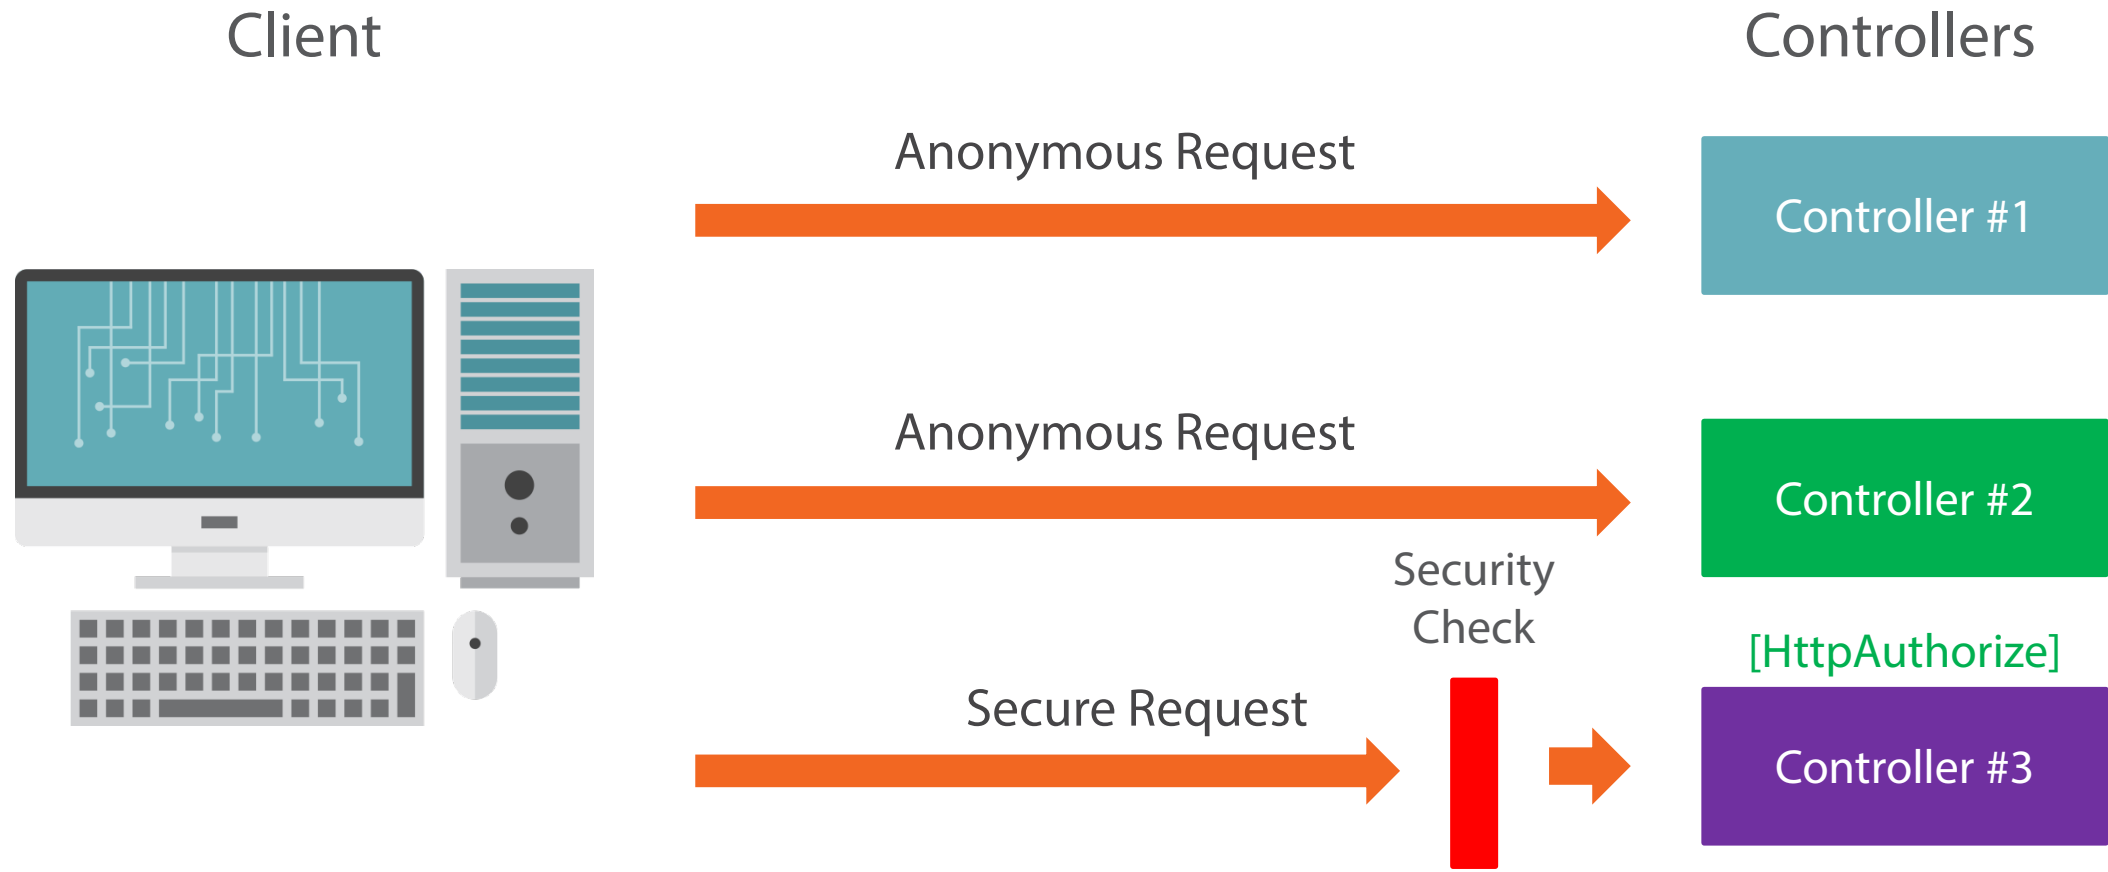 Client
Controllers
Anonymous Request
Controller #1
Anonymous Request
Controller #2
Security
Check
[HttpAuthorize]
Secure Request
Controller #3